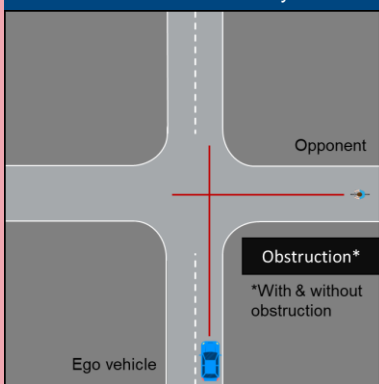 Opponent
Obstruction*
*With & without
obstruction
Ego vehicle